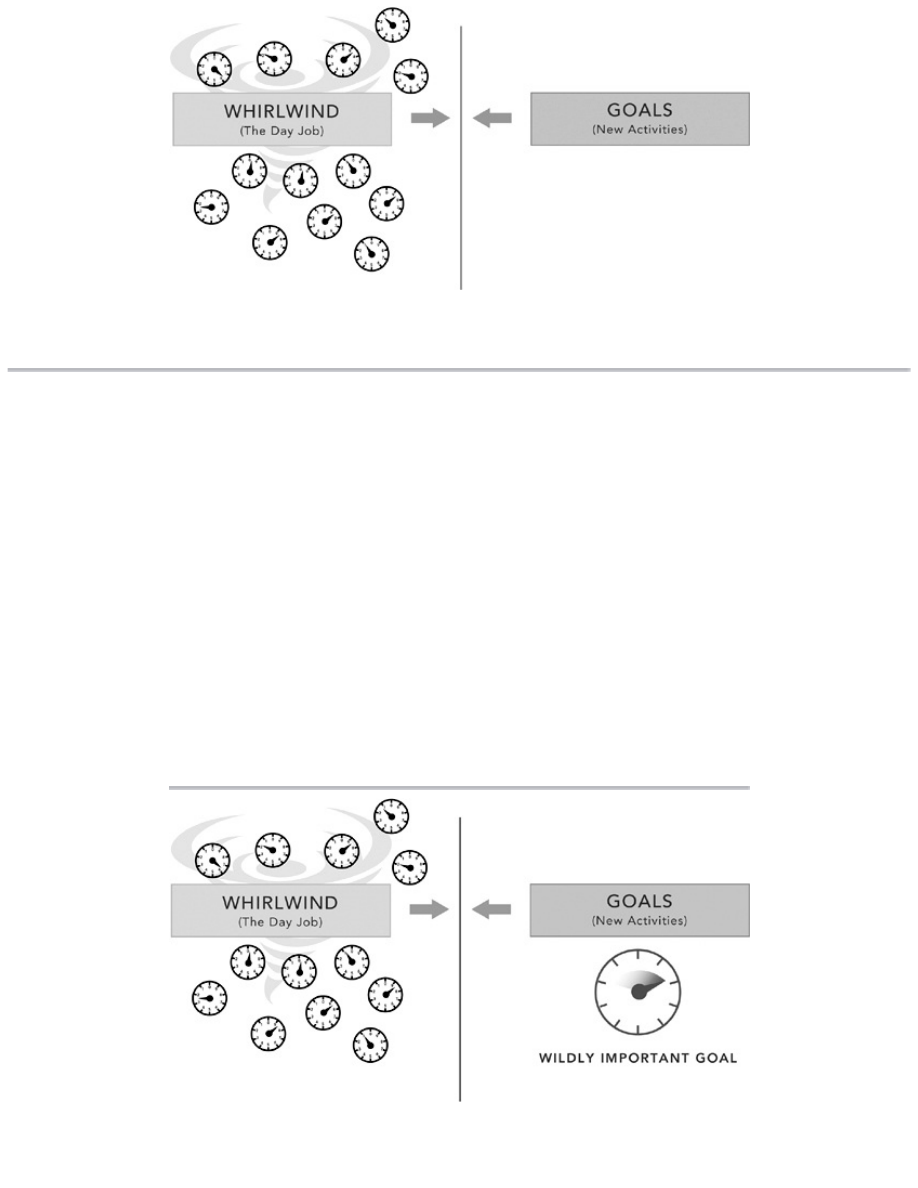 WHIRLWIND
(The Day Job)
GOALS
(New Activities)
WHIRLWIND
(The Day Job)
GOALS
(New Activities)
WILDLY IMPORTANT GOAL